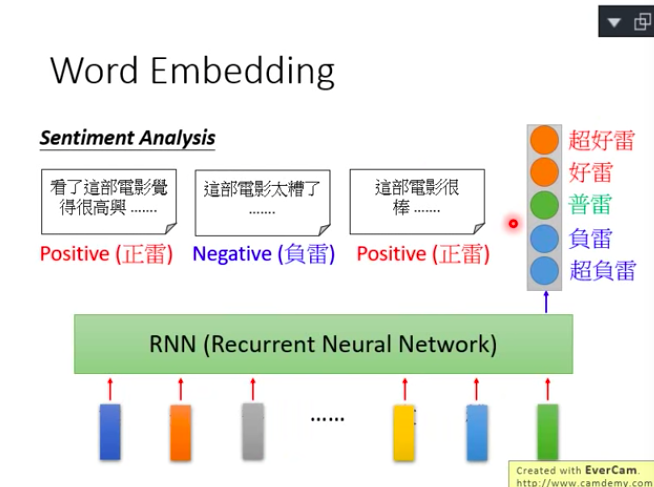 Word Embedding
Sentiment Analysis
看了這部電影覺
得很高興 .......
Positive (正雷)
這部電影太糟了
.......
Negative (負雷)
這部電影很
棒 .......
Positive (正雷)
超好雷
好雷
普雷
負雷
超負雷
RNN (Recurrent Neural Network)
......
Created with EverCam.
http://www.camdemy.com